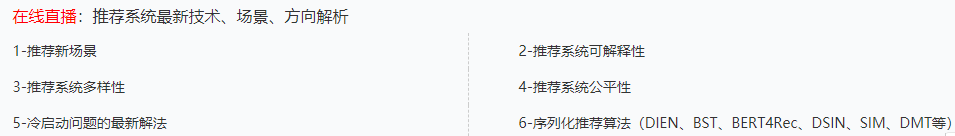 在线直播：推荐系统最新技术、场景、方向解析
1-推荐新场景
2-推荐系统可解释性
3-推荐系统多样性
4-推荐系统公平性
5-冷启动问题的最新解法
6-序列化推荐算法（DIEN、BST、BERT4Rec、DSIN、SIM、DMT等）